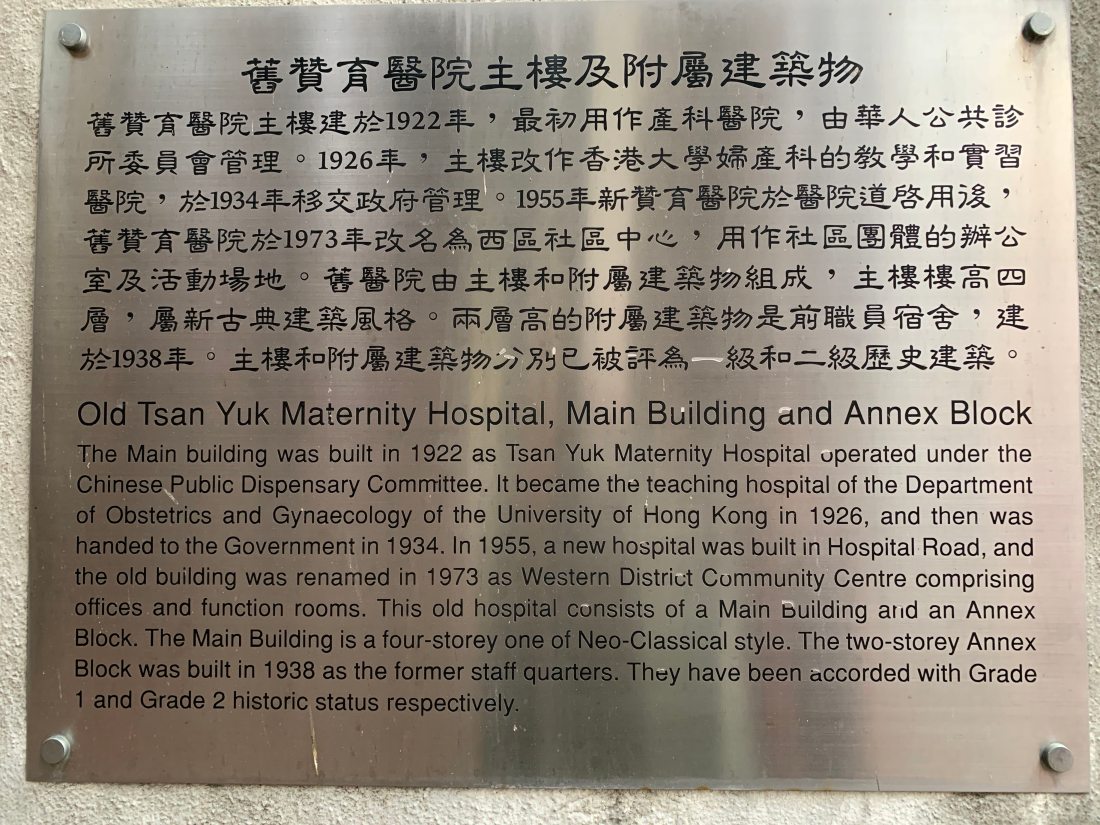 舊贊育醫院主樓及附屬建築物
舊贊育醫院主樓建於1922年，最初用作產科醫院，由華人公共診
所委員會管理。1926年，主樓改作香港大學婦產科的教學和實習
醫院，於1934年移交政府管理。1955年新贊育醫院於醫院道啓用後，
舊贊育醫院於1973年改名為西區社區中心，用作社區團體的辦公
室及活動場地。舊醫院由主樓和附屬建築物組成，主樓樓高四
層，屬新古典建築風格。兩層高的附屬建築物是前職員宿舍，建
於1938年。主樓和附屬建築物分別已被評為一級和二級歷史建築。
Old Tsan Yuk Maternity Hospital, Main Building and Annex Block
The Main building was built in 1922 as Tsan Yuk Maternity Hospital operated under the
Chinese Public Dispensary Committee. It became the teaching hospital of the Department
of Obstetrics and Gynaecology of the University of Hong Kong in 1926, and then was
handed to the Government in 1934. In 1955, a new hospital was built in Hospital Road, and
the old building was renamed in 1973 as Western District Community Centre comprising
offices and function rooms. This old hospital consists of a Main Building and an Annex
Block. The Main Building is a four-storey one of Neo-Classical style. The two-storey Annex
Block was built in 1938 as the former staff quarters. They have been accorded with Grade
1 and Grade 2 historic status respectively.